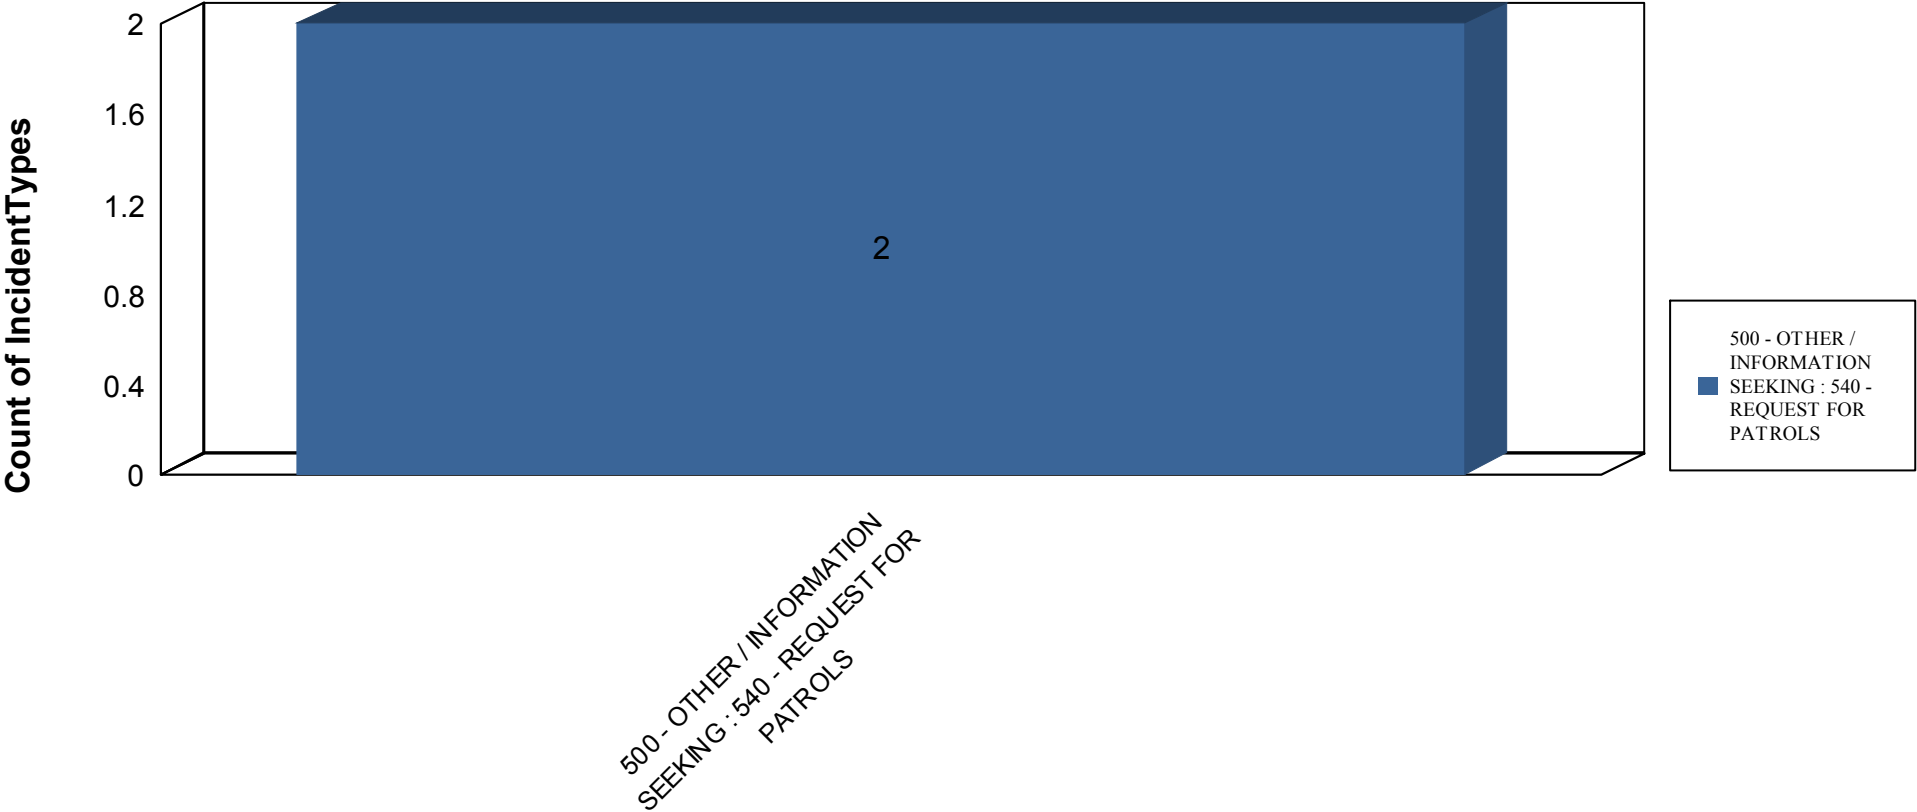 Count of IncidentTypes
2
1.6
1.2
0.8
0.4
0
2
500 - OTHER / INFORMATION
SEEKING : 540 - REQUEST FOR
PATROLS
500 - OTHER /
INFORMATION
SEEKING : 540 -
REQUEST FOR
PATROLS